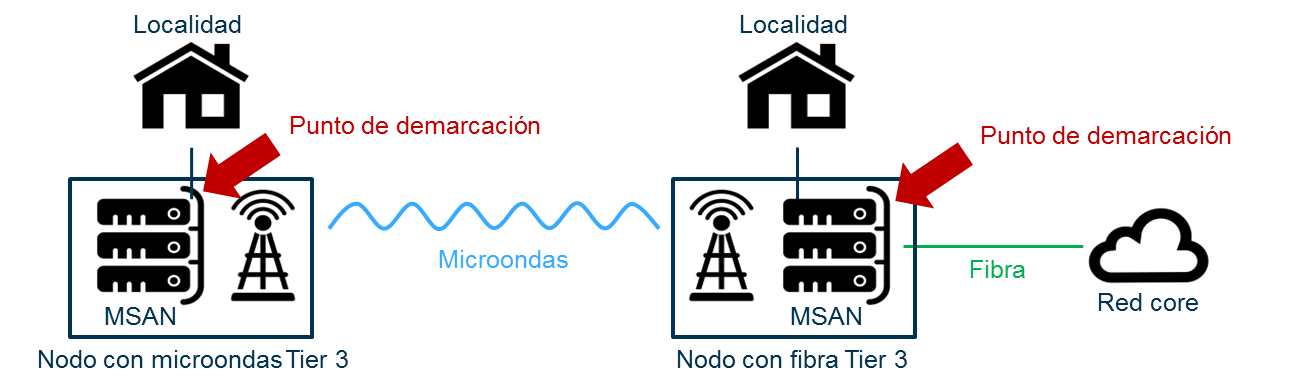 Localidad
Localidad
Punto de demarcación
Punto de demarcación
Microondas
Fibra
Red core
MSAN
MSAN
Nodo con microondas Tier 3
Nodo con fibra Tier 3